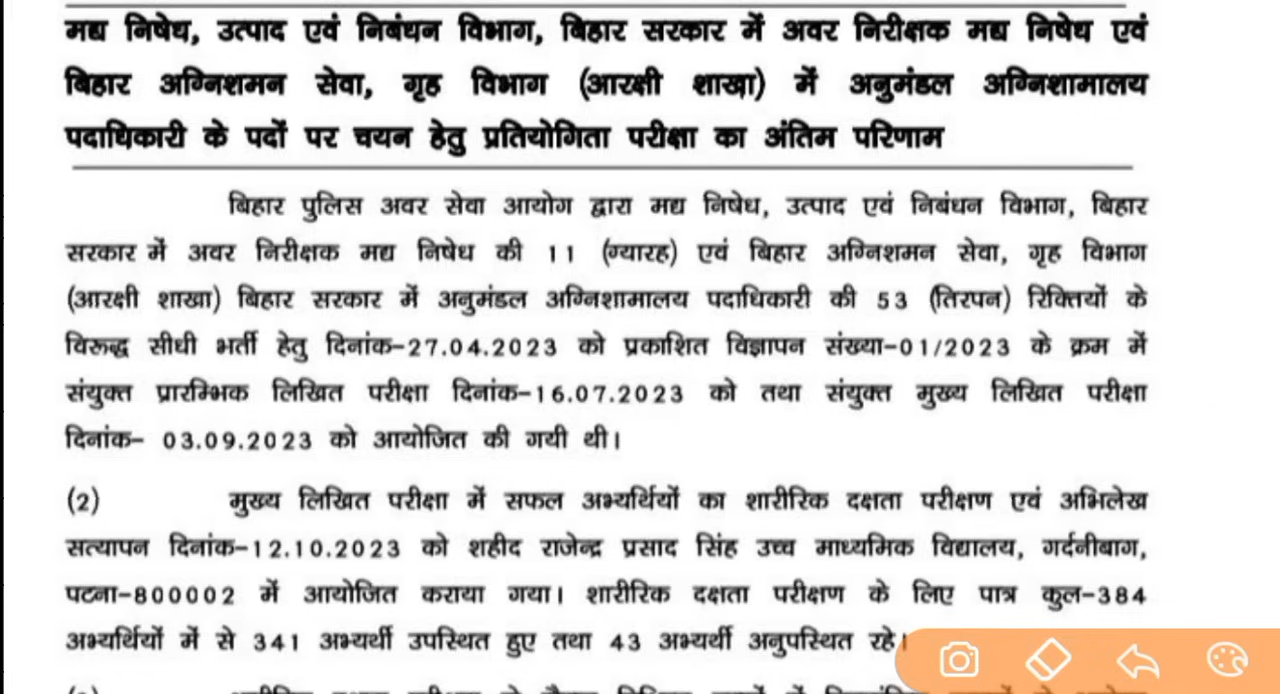 मद्य निषेध, उत्पाद एवं निबंधन विभाग, बिहार सरकार में अवर निरीक्षक मद्य निषेध एवं
बिहार अग्निशमन सेवा, गृह विभाग (आरक्षी शाखा) में अनुमंडल अग्निशामालय
पदाधिकारी के पदों पर चयन हेतु प्रतियोगिता परीक्षा का अंतिम परिणाम
बिहार पुलिस अवर सेवा आयोग द्वारा मद्य निषेध, उत्पाद एवं निबंधन विभाग, बिहार
सरकार में अवर निरीक्षक मद्य निषेध की 11 (ग्यारह) एवं बिहार अग्निशमन सेवा, गृह विभाग
(आरक्षी शाखा) बिहार सरकार में अनुमंडल अग्निशामालय पदाधिकारी की 53 (तिरपन) रिक्तियों के
विरूद्ध सीधी भर्ती हेतु दिनांक-27.04.2023 को प्रकाशित विज्ञापन संख्या-01/2023 के क्रम में
संयुक्त प्रारम्भिक लिखित परीक्षा दिनांक-16.07.2023 को तथा संयुक्त मुख्य लिखित परीक्षा
दिनांक- 03.09.2023 को आयोजित की गयी थी।
(2) मुख्य लिखित परीक्षा में सफल अभ्यर्थियों का शारीरिक दक्षता परीक्षण एवं अभिलेख
सत्यापन दिनांक-12.10.2023 को शहीद राजेन्द्र प्रसाद सिंह उच्च माध्यमिक विद्यालय, गर्दनीबाग,
पटना-800002 में आयोजित कराया गया। शारीरिक दक्षता परीक्षण के लिए पात्र कुल-384
अभ्यर्थियों में से 341 अभ्यर्थी उपस्थित हुए तथा 43 अभ्यर्थी अनुपस्थित रहे।